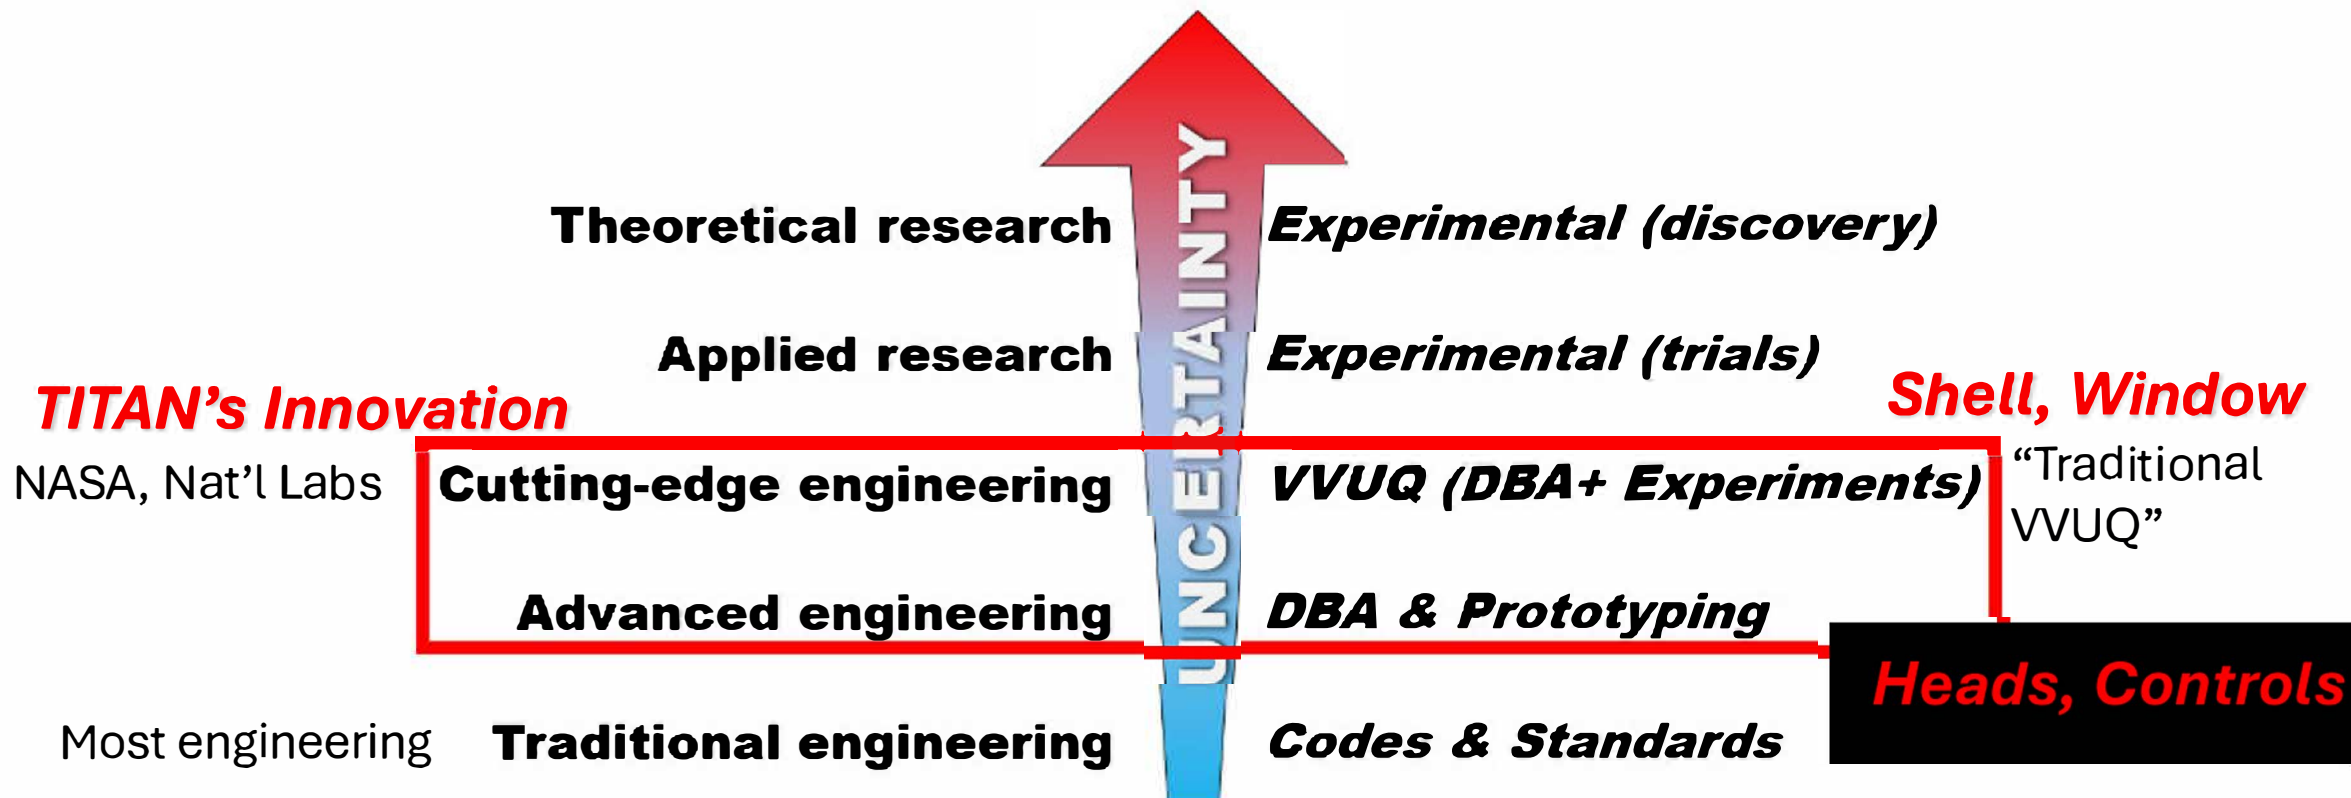 UNCERTAINTY
Theoretical research
Experimental (discovery)
Applied research
Experimental (trials)
TITAN’s Innovation
Shell, Window
NASA, Nat’l Labs
Cutting-edge engineering
VVUQ (DBA+ Experiments)
“Traditional
VVUQ”
Advanced engineering
DBA & Prototyping
Heads, Controls
Most engineering
Traditional engineering
Codes & Standards